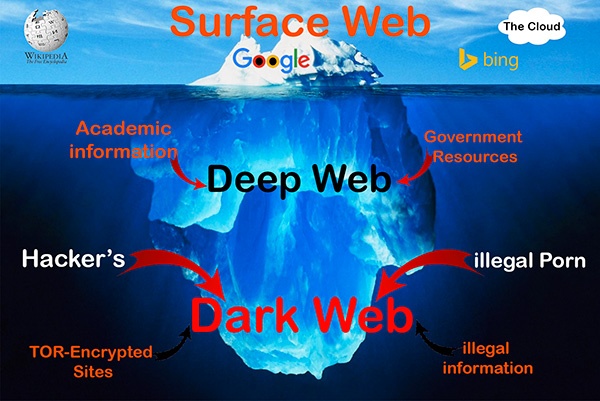 Surface Web
WIKIPEDIA
The Free Encyclopedia
The Cloud
Google
bing
Academic
information
Government
Resources
Deep Web
Hacker's
illegal Porn
Dark Web
TOR-Encrypted
Sites
illegal
information